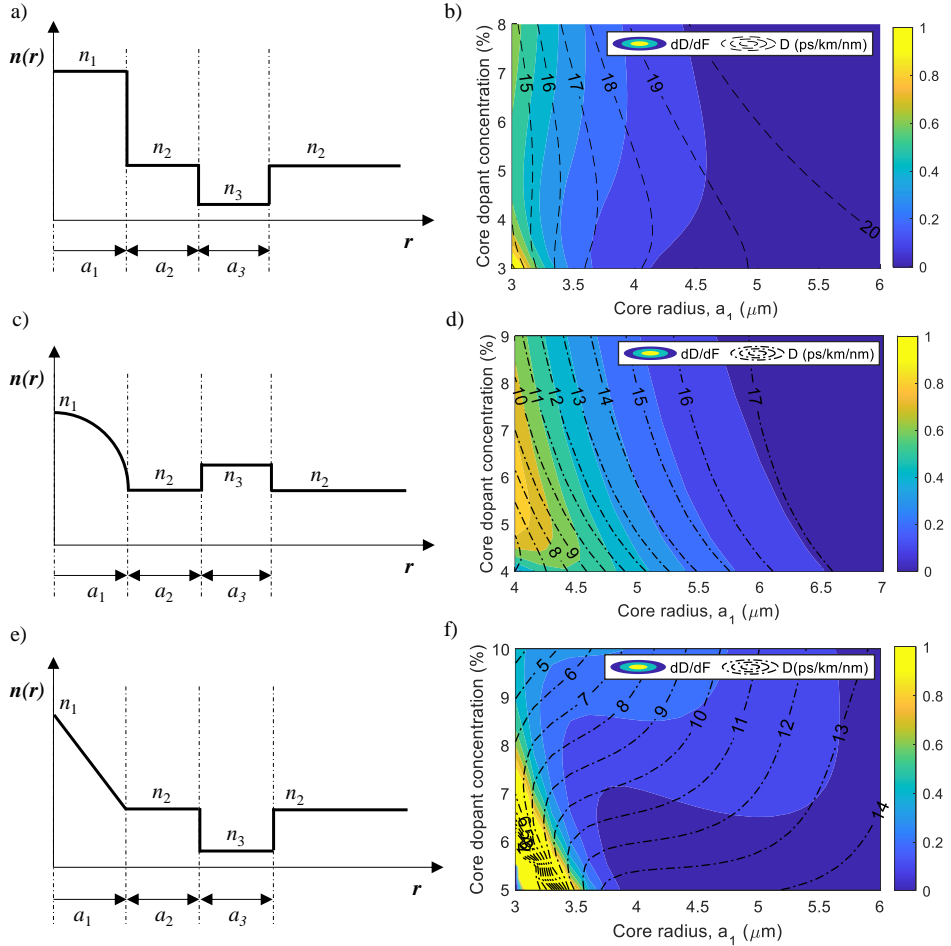 a)
n(r)
n1
n2
n3
n2
r
a1
a2
a3
b)
Core dopant concentration (%)
8
7
6
5
4
3
dD/dF
D (ps/km/nm)
15
16
17
18
19
20
3
3.5
4
4.5
5
5.5
6
Core radius, a1 (μm)
1
0.8
0.6
0.4
0.2
0
c)
n(r)
n1
n2
n3
n2
r
a1
a2
a3
d)
Core dopant concentration (%)
9
8
7
6
5
4
dD/dF
D (ps/km/nm)
10
11
12
13
14
15
16
17
8
9
4
4.5
5
5.5
6
6.5
7
Core radius, a1 (μm)
1
0.8
0.6
0.4
0.2
0
e)
n(r)
n1
n2
n3
n2
r
a1
a2
a3
f)
Core dopant concentration (%)
10
9
8
7
6
5
dD/dF
D(ps/km/nm)
5
6
7
8
9
10
11
12
13
14
3
3.5
4
4.5
5
5.5
6
Core radius, a1 (μm)
1
0.8
0.6
0.4
0.2
0